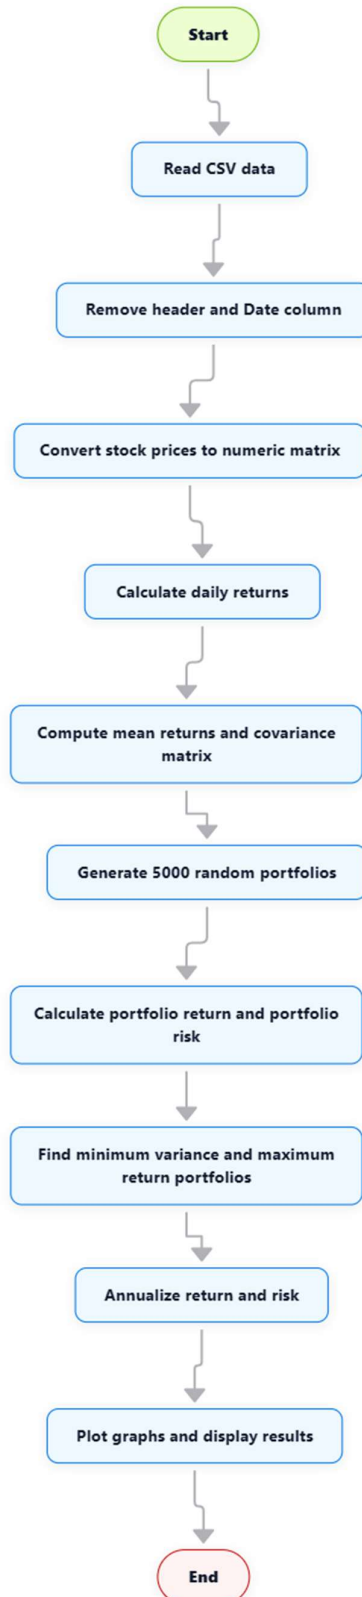 Start
Read CSV data
Remove header and Date column
Convert stock prices to numeric matrix
Calculate daily returns
Compute mean returns and covariance
matrix
Generate 5000 random portfolios
Calculate portfolio return and portfolio
risk
Find minimum variance and maximum
return portfolios
Annualize return and risk
Plot graphs and display results
End